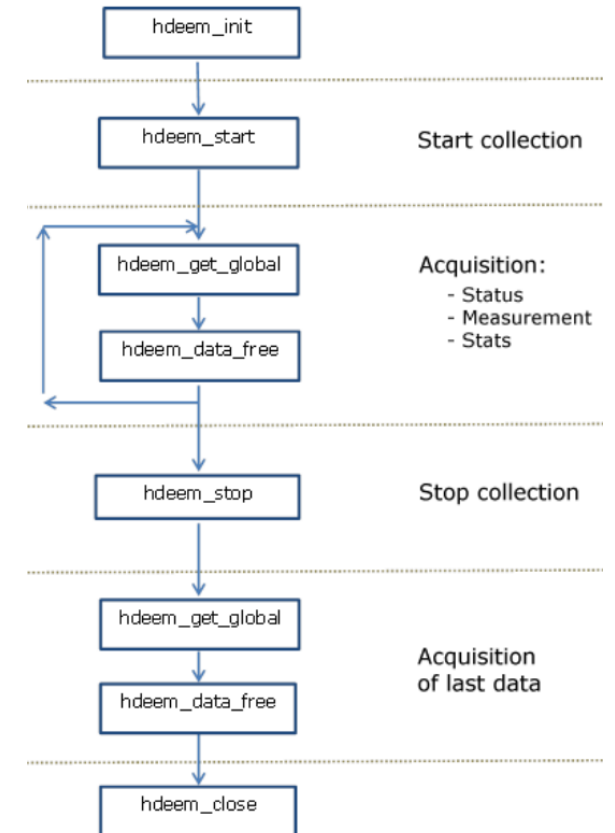 hdeem_init
hdeem_start
Start collection
hdeem_get_global
Acquisition:
- Status
- Measurement
- Stats
hdeem_data_free
hdeem_stop
Stop collection
hdeem_get_global
Acquisition
of last data
hdeem_data_free
hdeem_close